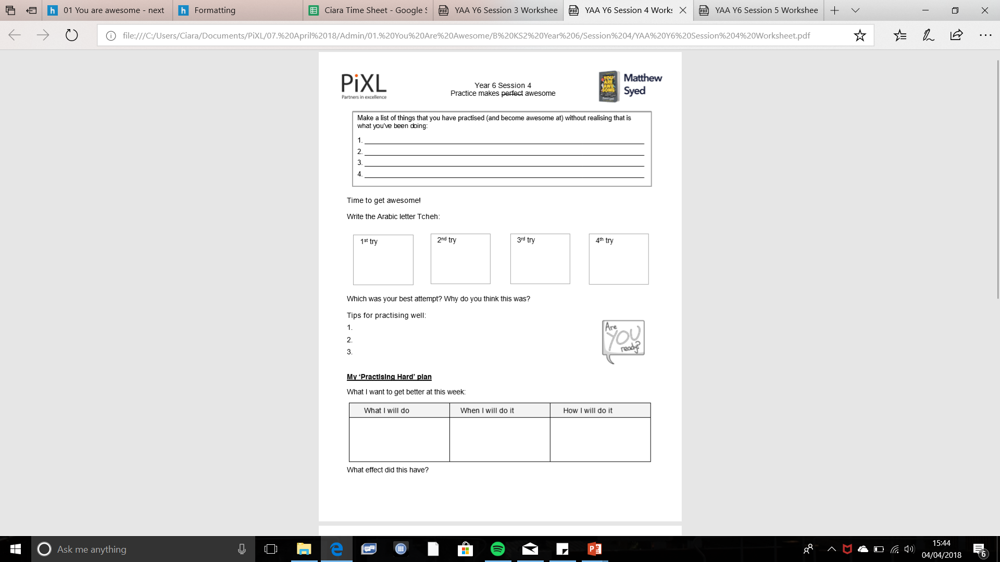 01 You are awesome - next
Formatting
Ciara Time Sheet - Google S
YAA Y6 Session 3 Workshee
YAA Y6 Session 4 Works
YAA Y6 Session 5 Workshee
file:///C:/Users/Ciara/Documents/PiXL/07.%20April%2018/Admin/01.%20You%20Are%20Awesome/B%20KS2%20Year%206/Session%204/YAA%20Y6%20Session%204%20Worksheet.pdf
PiXL
Partners in excellence
Year 6 Session 4
Practice makes perfect awesome
YOU
ARE
AWE
SOME
Matthew
Syed
Make a list of things that you have practised (and become awesome at) without realising that is
what you've been doing:
1.
2.
3.
4.
Time to get awesome!
Write the Arabic letter Tcheh:
1st try
2nd try
3rd try
4th try
Which was your best attempt? Why do you think this was?
Tips for practising well:
1.
2.
3.
Are
YOU
ready?
My ‘Practising Hard’ plan
What I want to get better at this week:
What I will do
When I will do it
How I will do it
What effect did this have?
Ask me anything
15:44
04/04/2018
6